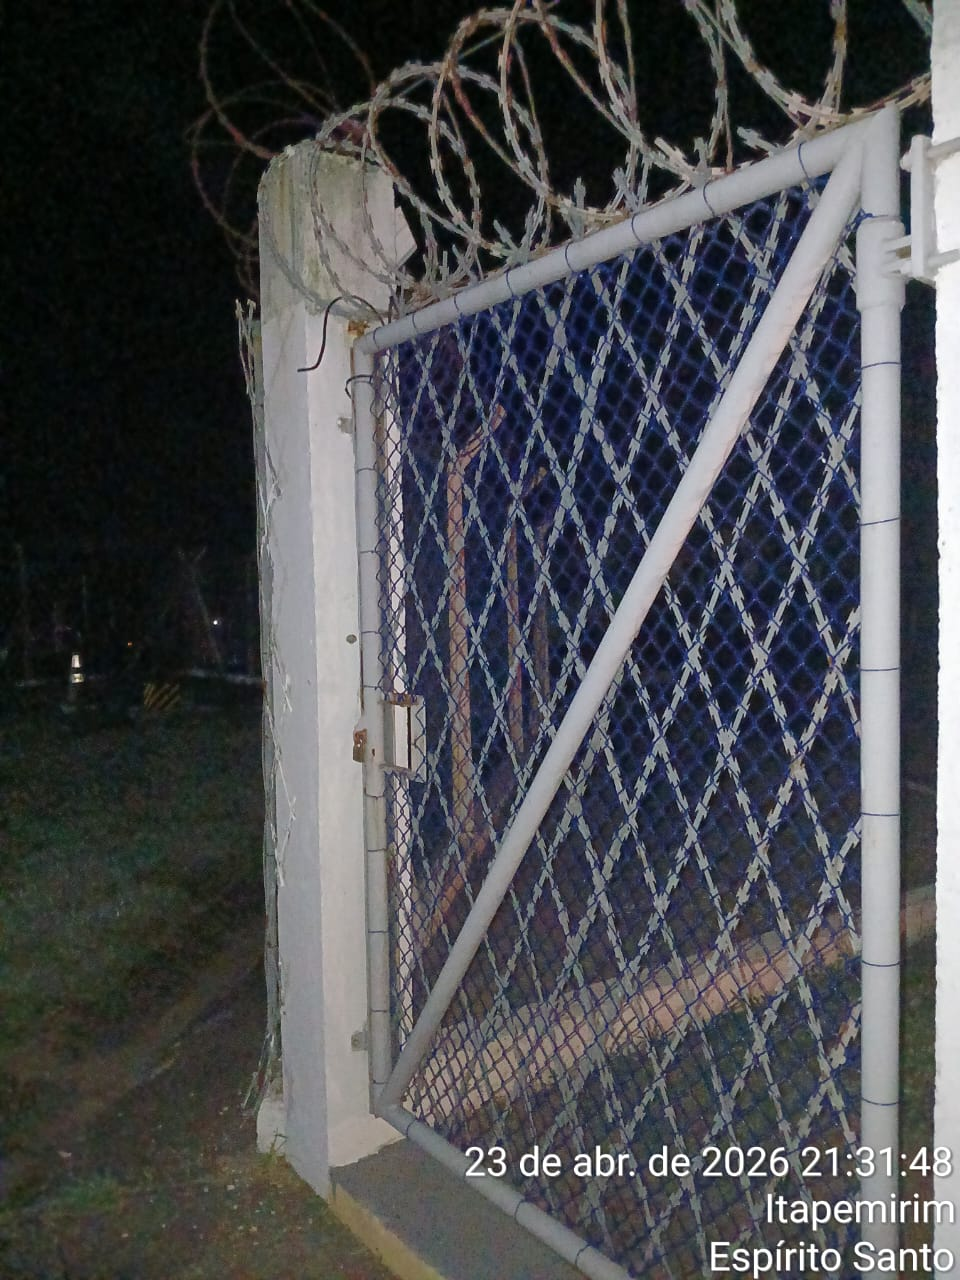 23 de abr. de 2026 21:31:48
Itapemirim
Espírito Santo